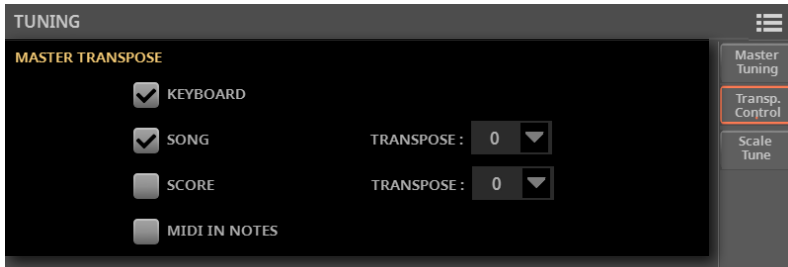 TUNING
MASTER TRANSPOSE
KEYBOARD
SONG TRANSPOSE : 0
SCORE TRANSPOSE : 0
MIDI IN NOTES
Master
Tuning
Transp.
Control
Scale
Tune